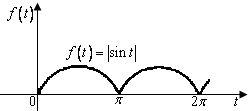 f(t)
f(t)=|sin t|
0
π
2π
t